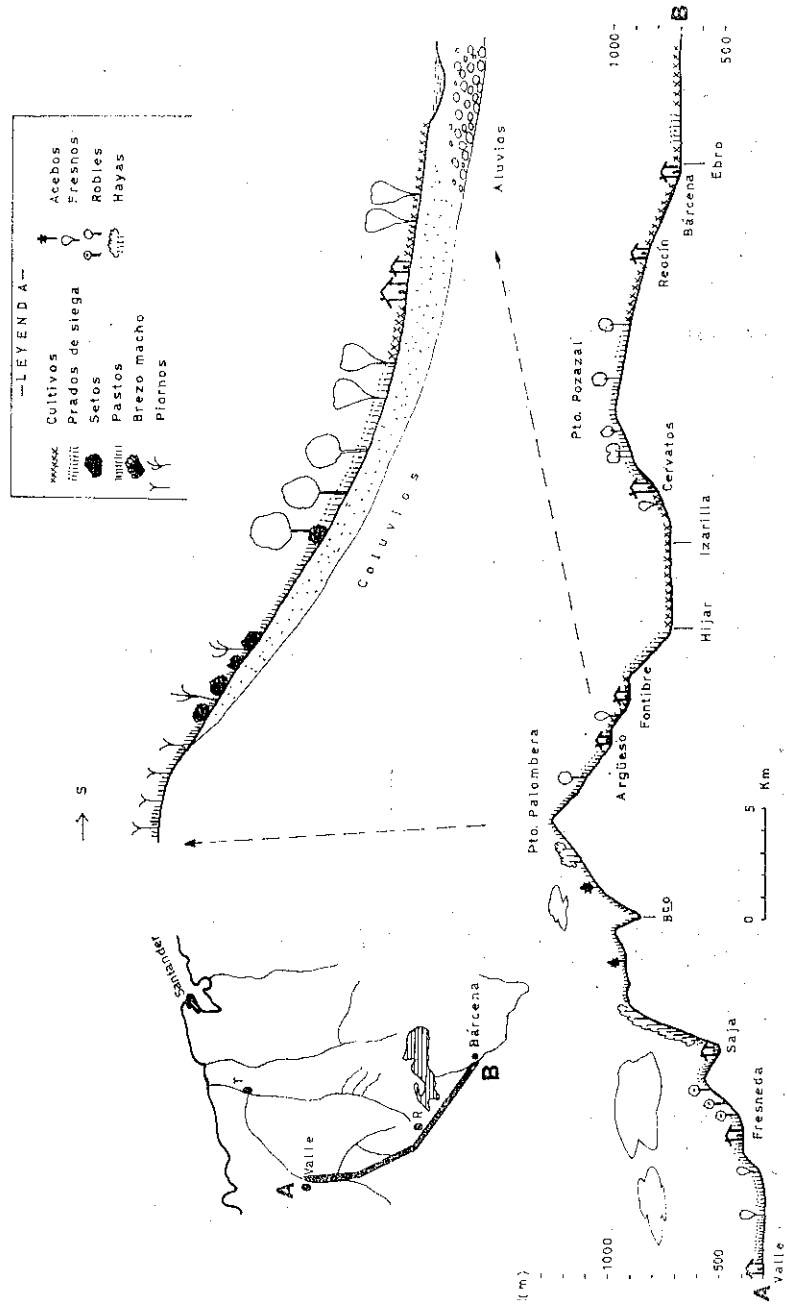 —LEYENDA—
Cultivos
Prados de siega
Setos
Pastos
Brezo macho
Piornos
Acebos
Fresnos
Robles
Hayas
→ S
Coluvios
Aluvios
Santander
T
A
Valle
R
B
Bárcena
(m)
1000
500
A
Valle
Fresneda
Saja
Bco
Pto. Palombera
Argüeso
Fontibre
Hijar
Izarilla
Cervatos
Pto. Pozazal
Reocín
Bárcena
Ebro
B
1000
500
0 5
Km